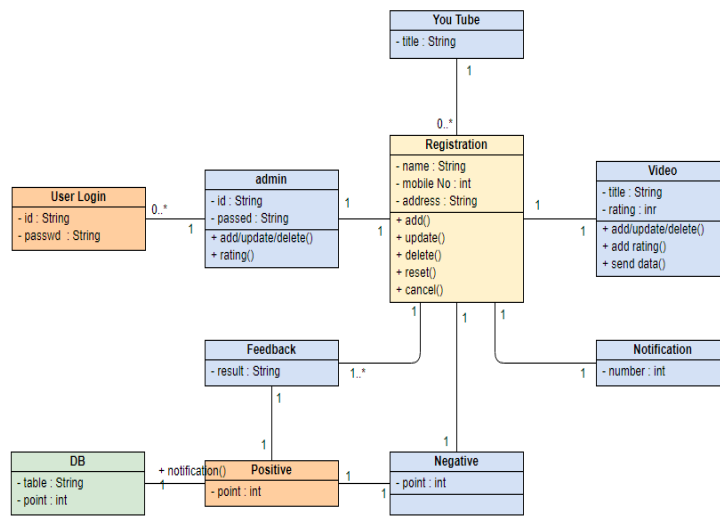 You Tube
- title : String
1
0..*
Registration
- name : String
- mobile No : int
- address : String
+ add()
+ update()
+ delete()
+ reset()
+ cancel()
admin
- id : String
- passed : String
+ add/update/delete()
+ rating()
User Login
- id : String
- passwd : String
0..*
1
1
1
Video
- title : String
- rating : inr
+ add/update/delete()
+ add rating()
+ send data()
1
1
1
1
1
Feedback
- result : String
1..*
Notification
- number : int
1
1
1
1
DB
- table : String
- point : int
+ notification()
1
Positive
- point : int
1
1
Negative
- point : int